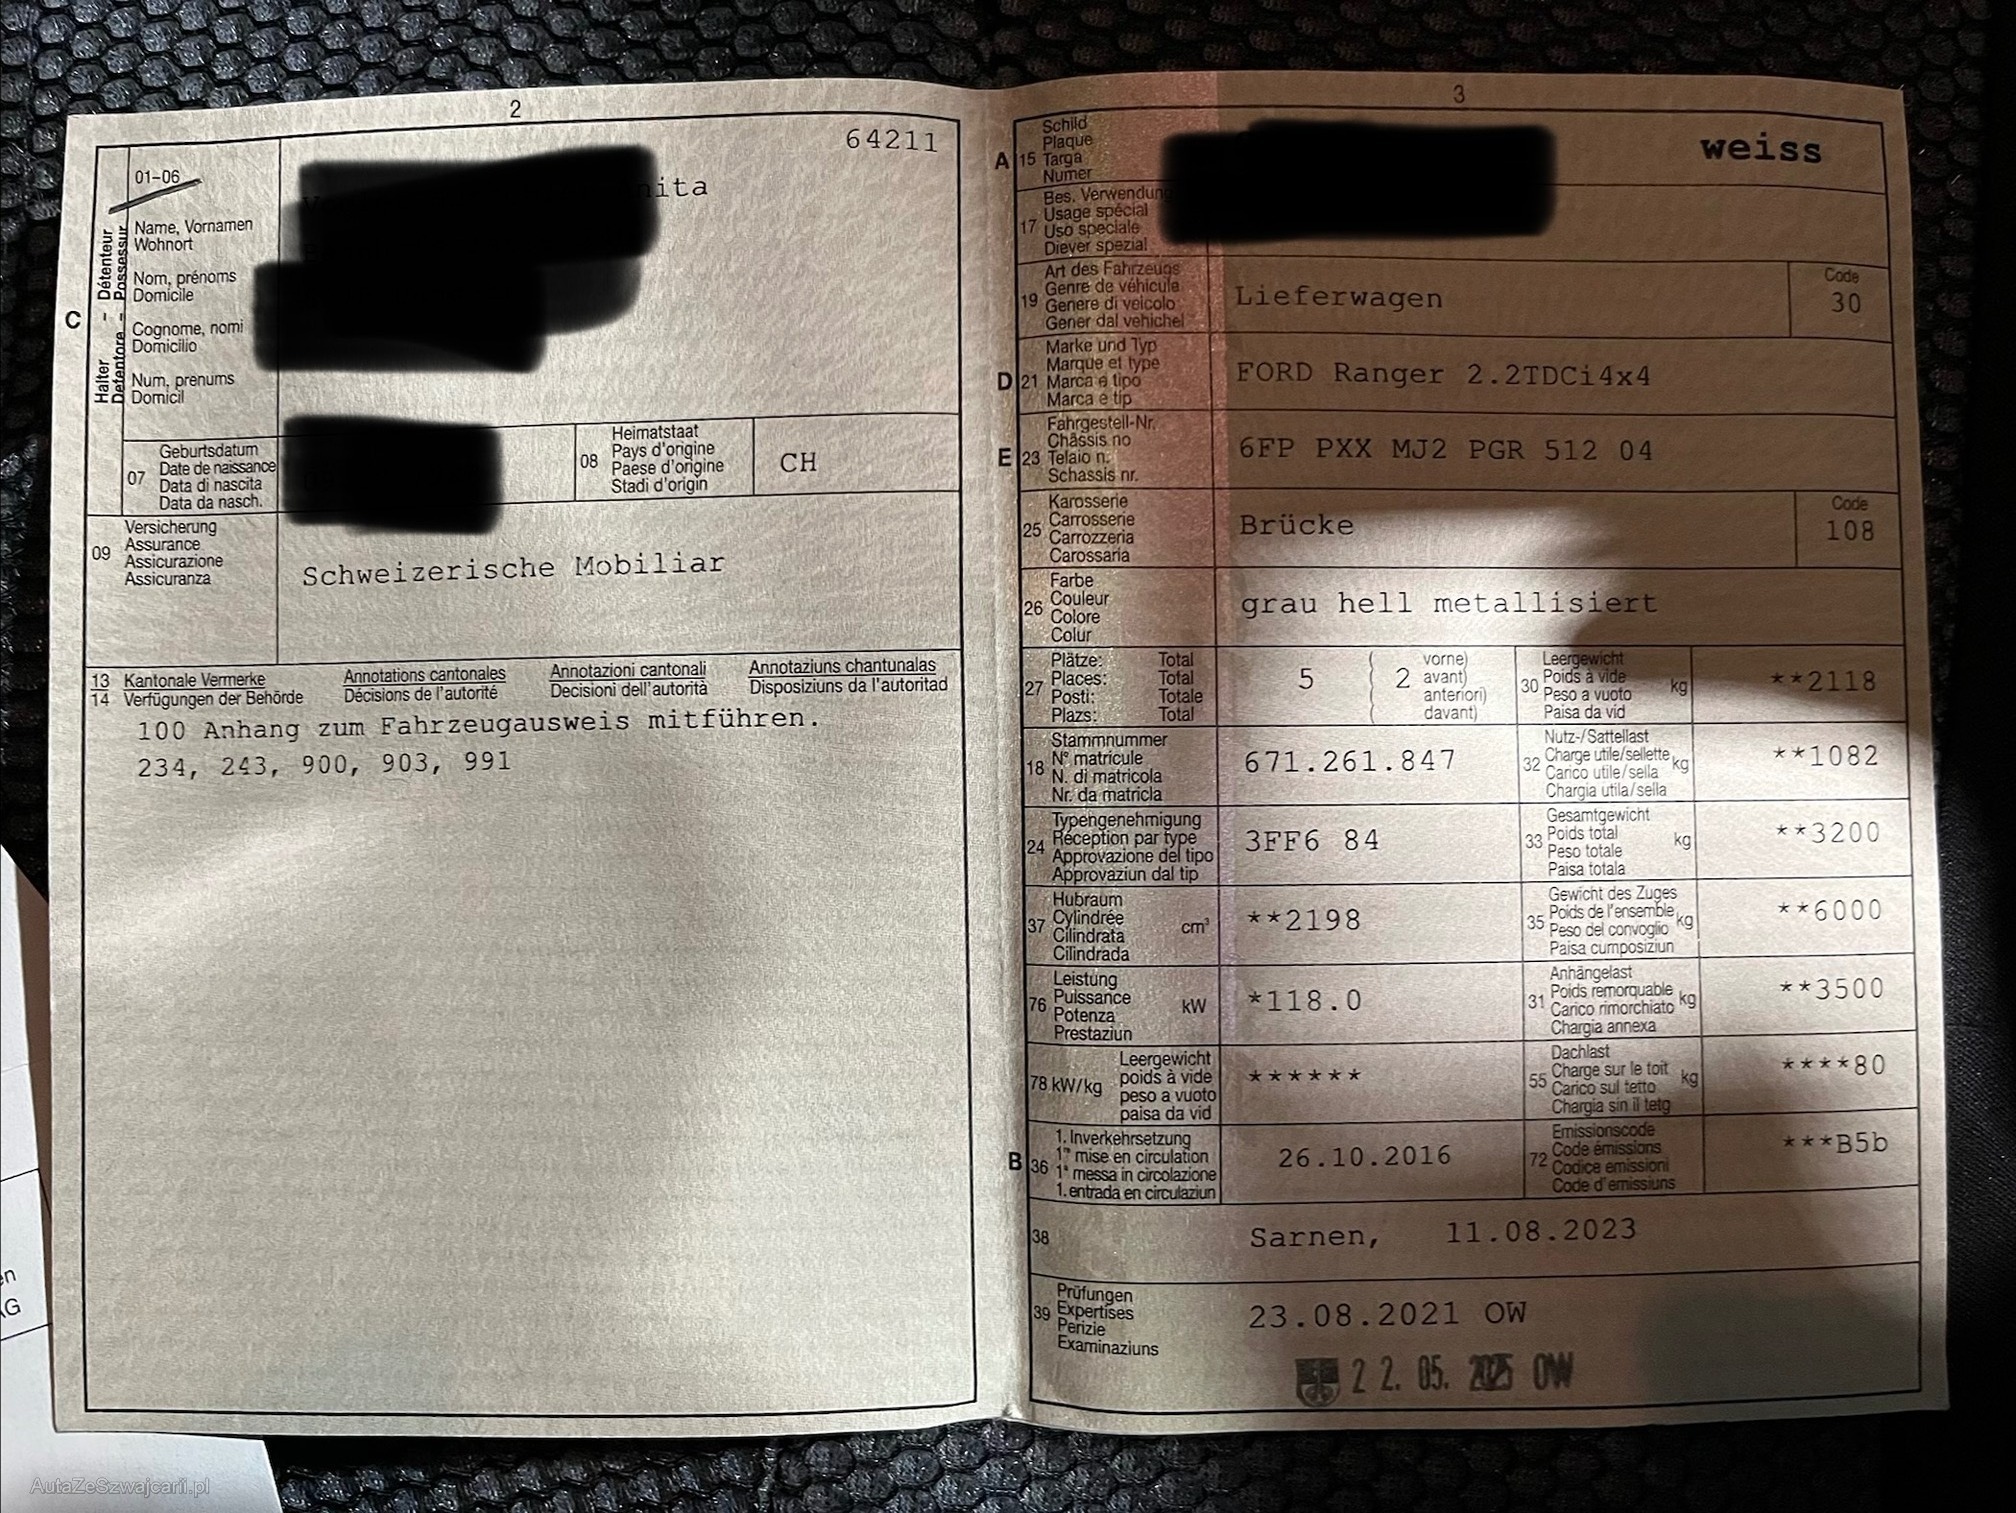 2
64211
01-06
nita
Halter - Détenteur
Detentore - Possessur
C
Name, Vornamen
Wohnort
Nom, prénoms
Domicile
Cognome, nomi
Domicilio
Num, prenums
Domicil
07
Geburtsdatum
Date de naissance
Data di nascita
Data da nasch.
08
Heimatstaat
Pays d'origine
Paese d'origine
Stadi d'origin
CH
09
Versicherung
Assurance
Assicurazione
Assicuranza
Schweizerische Mobiliar
13 Kantonale Vermerke Annotations cantonales Annotazioni cantonali Annotaziuns chantunalas
14 Verfügungen der Behörde Décisions de l'autorité Decisioni dell'autorità Disposiziuns da l'autoritad
100 Anhang zum Fahrzeugausweis mitführen.
234, 243, 900, 903, 991
3
A 15
Schild
Plaque
Targa
Numer
weiss
17
Bes. Verwendung
Usage spécial
Uso speciale
Diever spezial
19
Art des Fahrzeugs
Genre de véhicule
Genere di veicolo
Gener dal vehichel
Lieferwagen
Code
30
D 21
Marke und Typ
Marque et type
Marca e tipo
Marca e tip
FORD Ranger 2.2TDCi4x4
E 23
Fahrgestell-Nr.
Châssis no
Telaio n.
Schassis nr.
6FP PXX MJ2 PGR 512 04
25
Karosserie
Carrosserie
Carrozzeria
Carossaria
Brücke
Code
108
26
Farbe
Couleur
Colore
Colur
grau hell metallisiert
27
Plätze: Total
Places: Total
Posti: Totale
Plazs: Total
5
( 2 vorne)
( avant)
( anteriori)
( davant)
30
Leergewicht
Poids à vide
Peso a vuoto
Paisa da vid
kg
**2118
18
Stammnummer
N° matricule
N. di matricola
Nr. da matricla
671.261.847
32
Nutz-/Sattellast
Charge utile/sellette
Carico utile/sella
Chargia utila/sella
kg
**1082
24
Typengenehmigung
Réception par type
Approvazione del tipo
Approvaziun dal tip
3FF6 84
33
Gesamtgewicht
Poids total
Peso totale
Paisa totala
kg
**3200
37
Hubraum
Cylindrée
Cilindrata
Cilindrada
cm³
**2198
35
Gewicht des Zuges
Poids de l'ensemble
Peso del convoglio
Paisa cumposiziun
kg
**6000
76
Leistung
Puissance
Potenza
Prestaziun
kW
*118.0
31
Anhängelast
Poids remorquable
Carico rimorchiato
Chargia annexa
kg
**3500
78 kW/kg
Leergewicht
poids à vide
peso a vuoto
paisa da vid
******
55
Dachlast
Charge sur le toit
Carico sul tetto
Chargia sin il tetg
kg
****80
B 36
1. Inverkehrsetzung
1re mise en circulation
1a messa in circolazione
1. entrada en circulaziun
26.10.2016
72
Emissionscode
Code émissions
Codice emissioni
Code d'emissiuns
***B5b
38
Sarnen, 11.08.2023
39
Prüfungen
Expertises
Perizie
Examinaziuns
23.08.2021 OW
22. 05. 2025 OW
en
AG
AutaZeSzwajcarii.pl